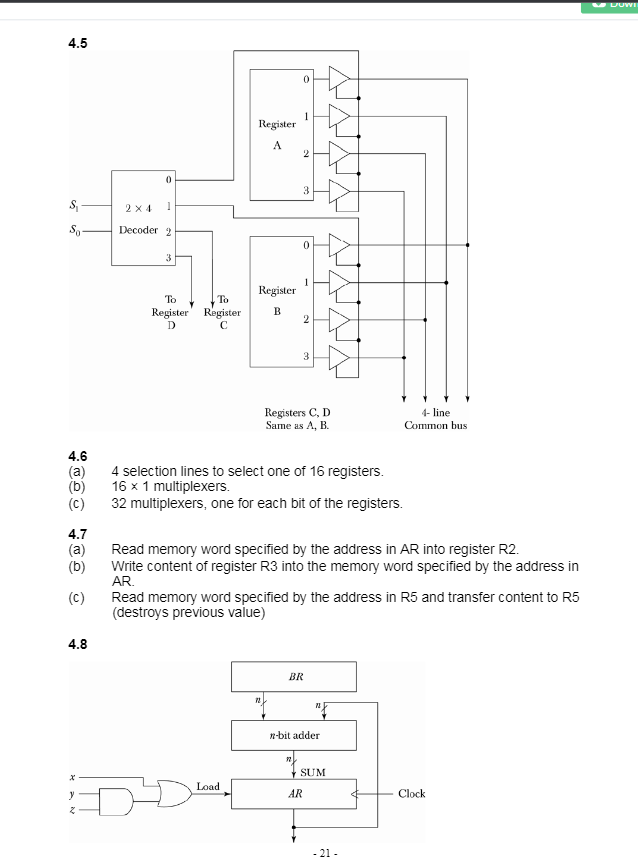 4.5
0
1
Register
A
2
3
0
S1
2 × 4
1
S0
Decoder
2
3
0
1
Register
B
2
3
To
Register
D
To
Register
C
Registers C, D
Same as A, B.
4- line
Common bus
4.6
(a) 4 selection lines to select one of 16 registers.
(b) 16 × 1 multiplexers.
(c) 32 multiplexers, one for each bit of the registers.
4.7
(a) Read memory word specified by the address in AR into register R2.
(b) Write content of register R3 into the memory word specified by the address in
AR.
(c) Read memory word specified by the address in R5 and transfer content to R5
(destroys previous value)
4.8
BR
n
n
n-bit adder
n
SUM
x
y
z
Load
AR
Clock
- 21 -